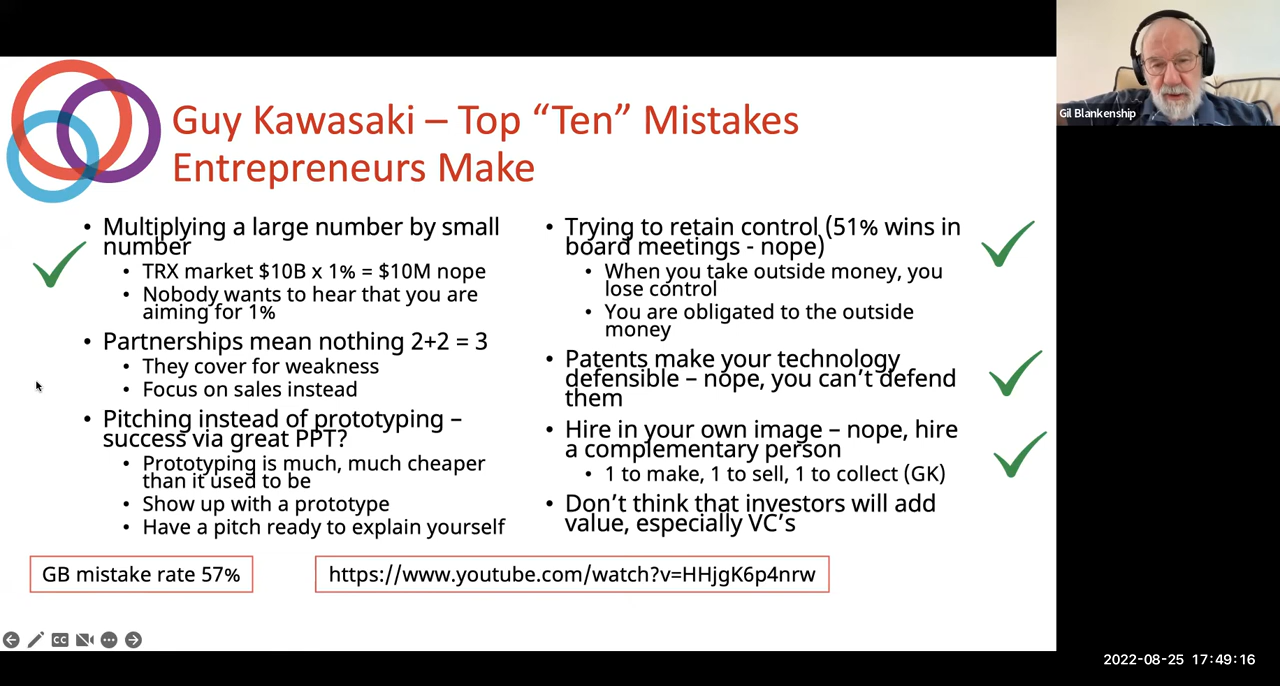 Guy Kawasaki – Top “Ten” Mistakes
Entrepreneurs Make
• Multiplying a large number by small
number
• TRX market $10B x 1% = $10M nope
• Nobody wants to hear that you are
aiming for 1%
• Partnerships mean nothing 2+2 = 3
• They cover for weakness
• Focus on sales instead
• Pitching instead of prototyping –
success via great PPT?
• Prototyping is much, much cheaper
than it used to be
• Show up with a prototype
• Have a pitch ready to explain yourself
• Trying to retain control (51% wins in
board meetings - nope)
• When you take outside money, you
lose control
• You are obligated to the outside
money
• Patents make your technology
defensible – nope, you can’t defend
them
• Hire in your own image – nope, hire
a complementary person
• 1 to make, 1 to sell, 1 to collect (GK)
• Don’t think that investors will add
value, especially VC’s
GB mistake rate 57%
https://www.youtube.com/watch?v=HHjgK6p4nrw
CC
Gil Blankenship
2022-08-25 17:49:16